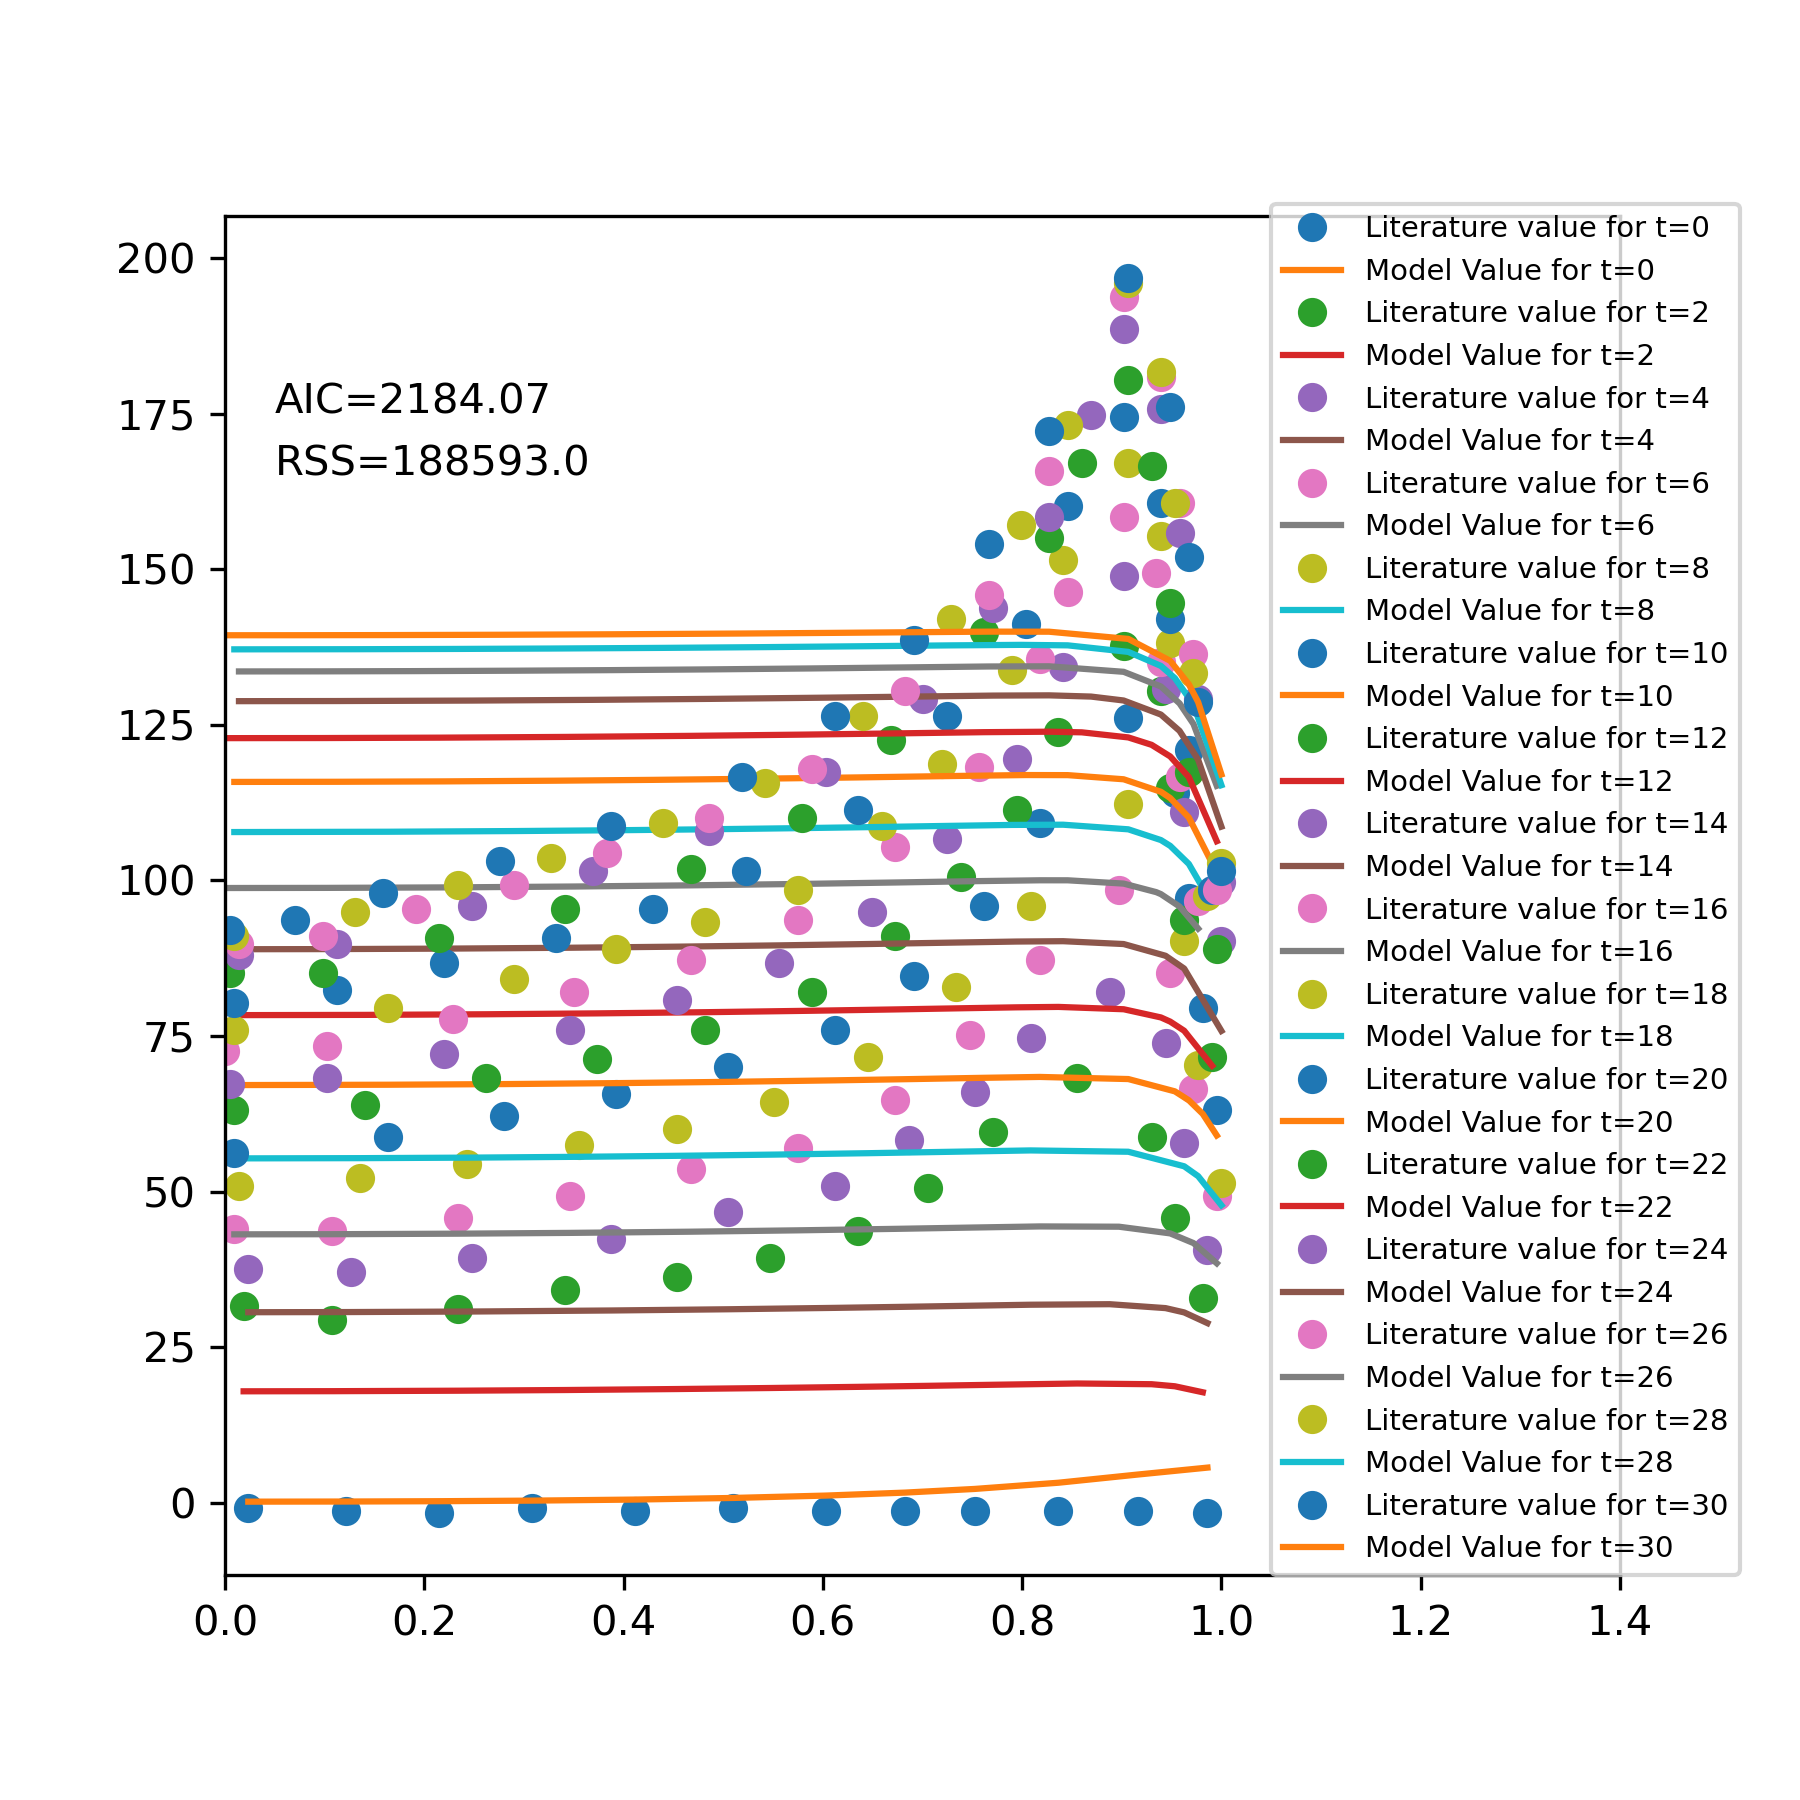 200
175
150
125
100
75
50
25
0
0.0 0.2 0.4 0.6 0.8 1.0 1.2 1.4
AIC=2184.07
RSS=188593.0
Literature value for t=0
Model Value for t=0
Literature value for t=2
Model Value for t=2
Literature value for t=4
Model Value for t=4
Literature value for t=6
Model Value for t=6
Literature value for t=8
Model Value for t=8
Literature value for t=10
Model Value for t=10
Literature value for t=12
Model Value for t=12
Literature value for t=14
Model Value for t=14
Literature value for t=16
Model Value for t=16
Literature value for t=18
Model Value for t=18
Literature value for t=20
Model Value for t=20
Literature value for t=22
Model Value for t=22
Literature value for t=24
Model Value for t=24
Literature value for t=26
Model Value for t=26
Literature value for t=28
Model Value for t=28
Literature value for t=30
Model Value for t=30